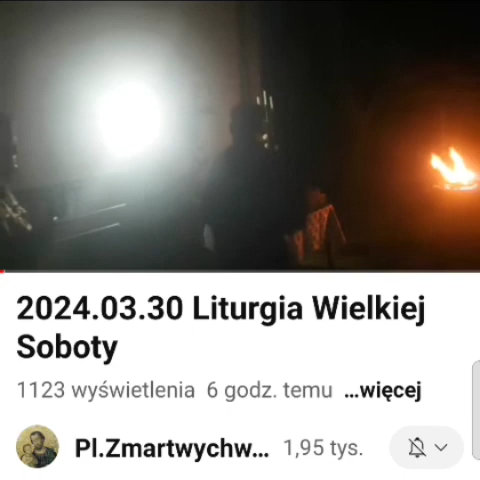 2024.03.30 Liturgia Wielkiej
Soboty
1123 wyświetlenia 6 godz. temu ...więcej
Pl.Zmartwychw... 1,95 tys.